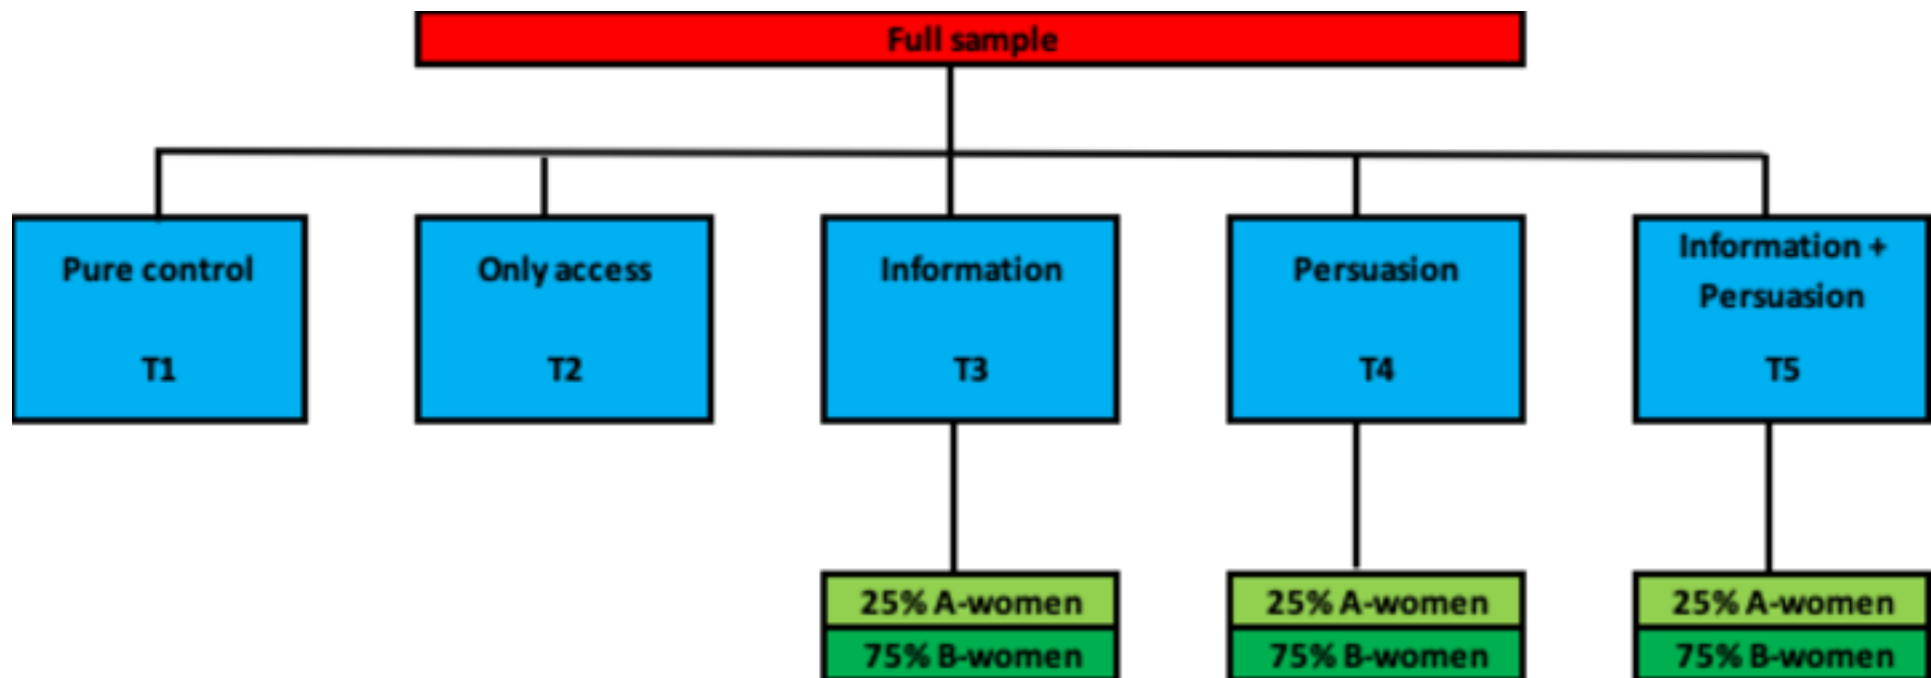 Full sample
Pure control
T1
Only access
T2
Information
T3
Persuasion
T4
Information +
Persuasion
T5
25% A-women
75% B-women
25% A-women
75% B-women
25% A-women
75% B-women